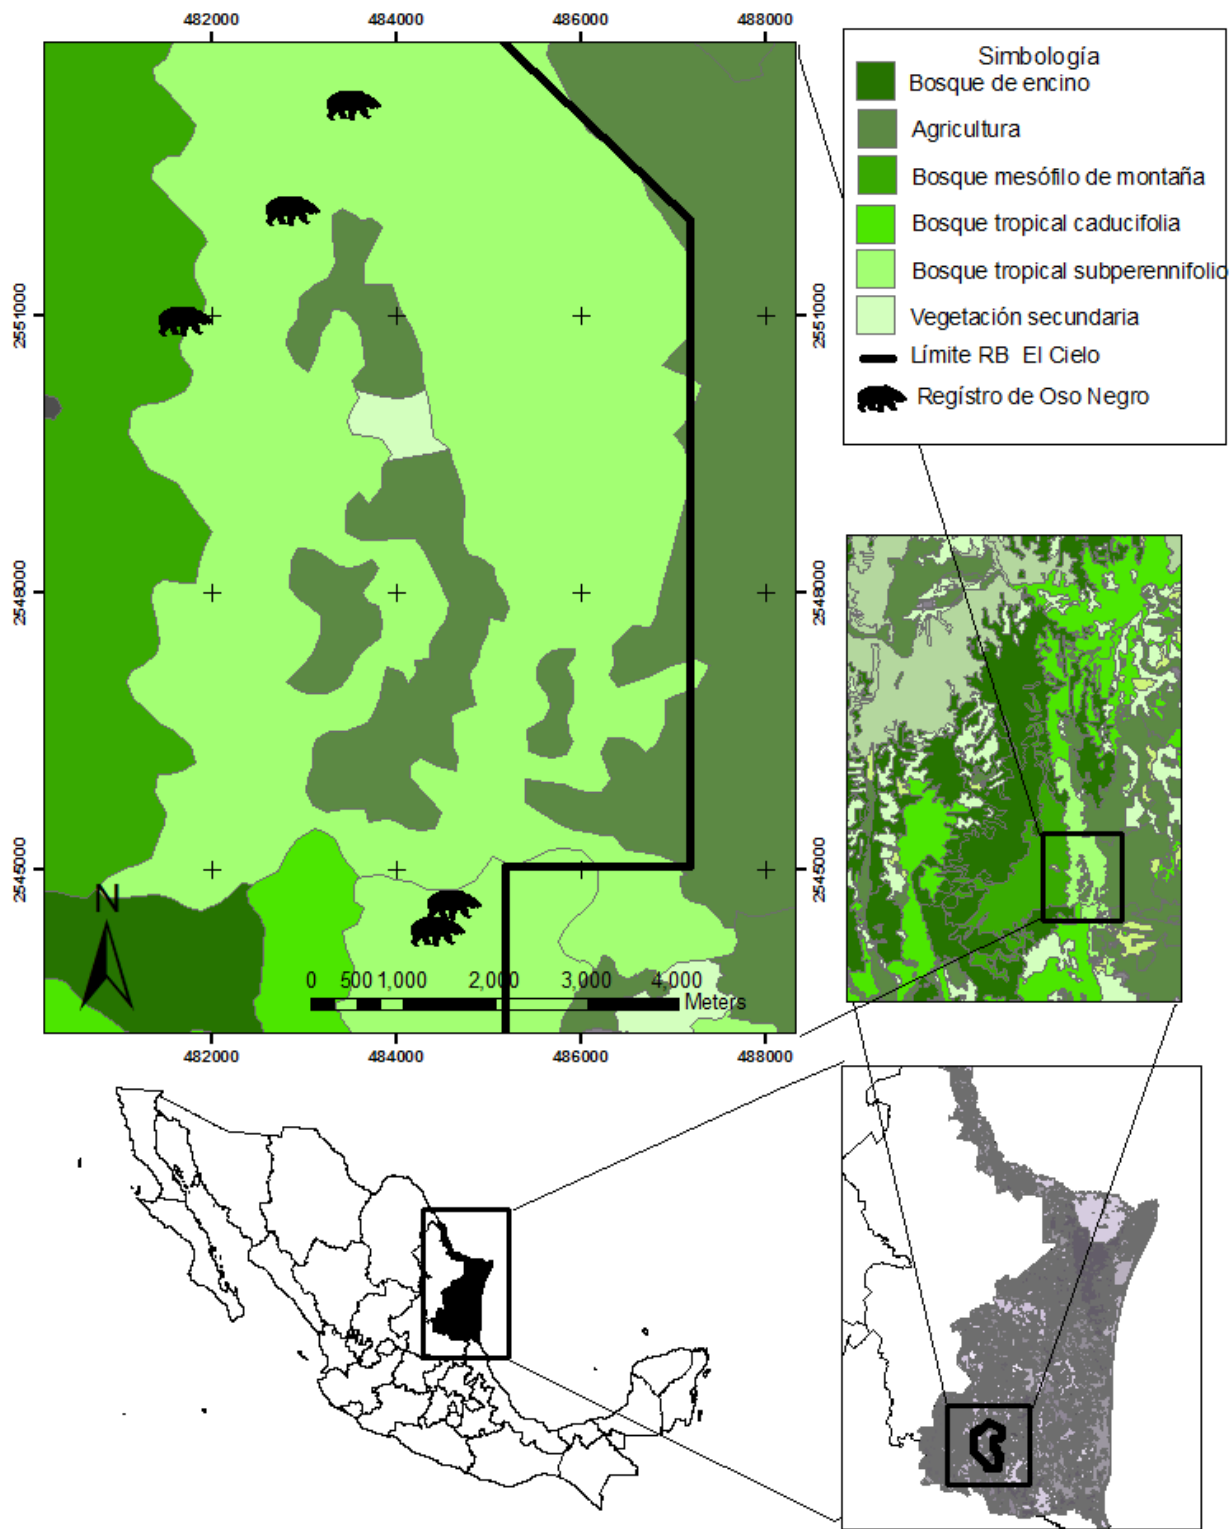 482000
484000
486000
488000
Simbología
Bosque de encino
Agricultura
Bosque mesófilo de montaña
Bosque tropical caducifolia
Bosque tropical subperennifolio
Vegetación secundaria
Límite RB El Cielo
Regístro de Oso Negro
2551000
2551000
2548000
2548000
2545000
2545000
N
0 500 1,000 2,000 3,000 4,000
Meters
482000
484000
486000
488000